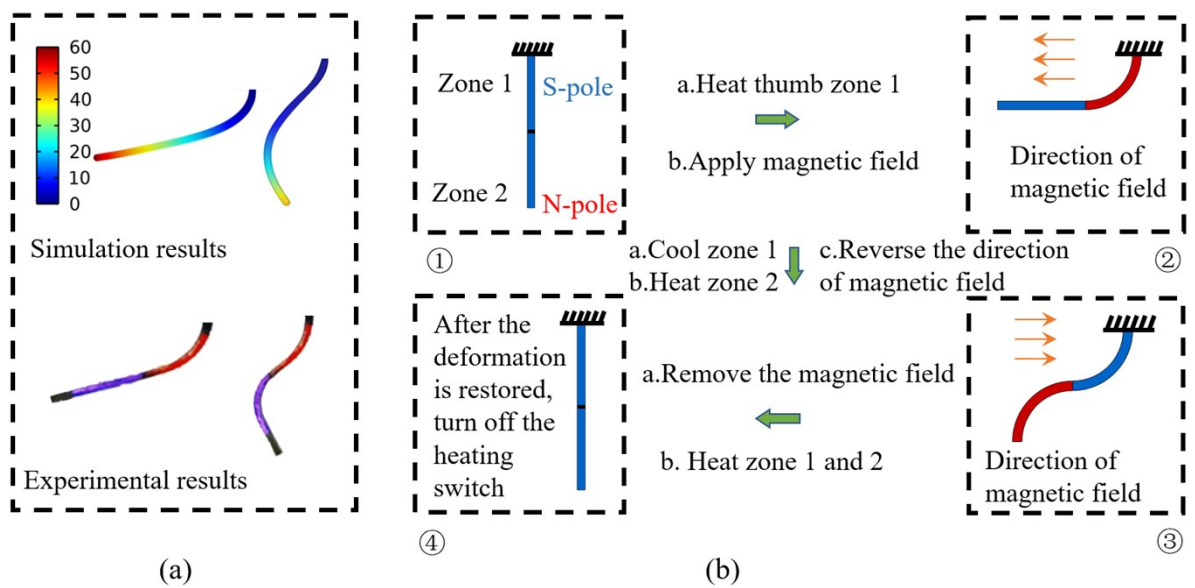 (a)
60
50
40
30
20
10
0
Simulation results
Experimental results
(a)
(b)
Zone 1
S-pole
Zone 2
N-pole
①
a.Heat thumb zone 1
b.Apply magnetic field
Direction of
magnetic field
②
a.Cool zone 1
b.Heat zone 2
c.Reverse the direction
of magnetic field
Direction of
magnetic field
③
a.Remove the magnetic field
b. Heat zone 1 and 2
After the
deformation
is restored,
turn off the
heating
switch
④
(b)